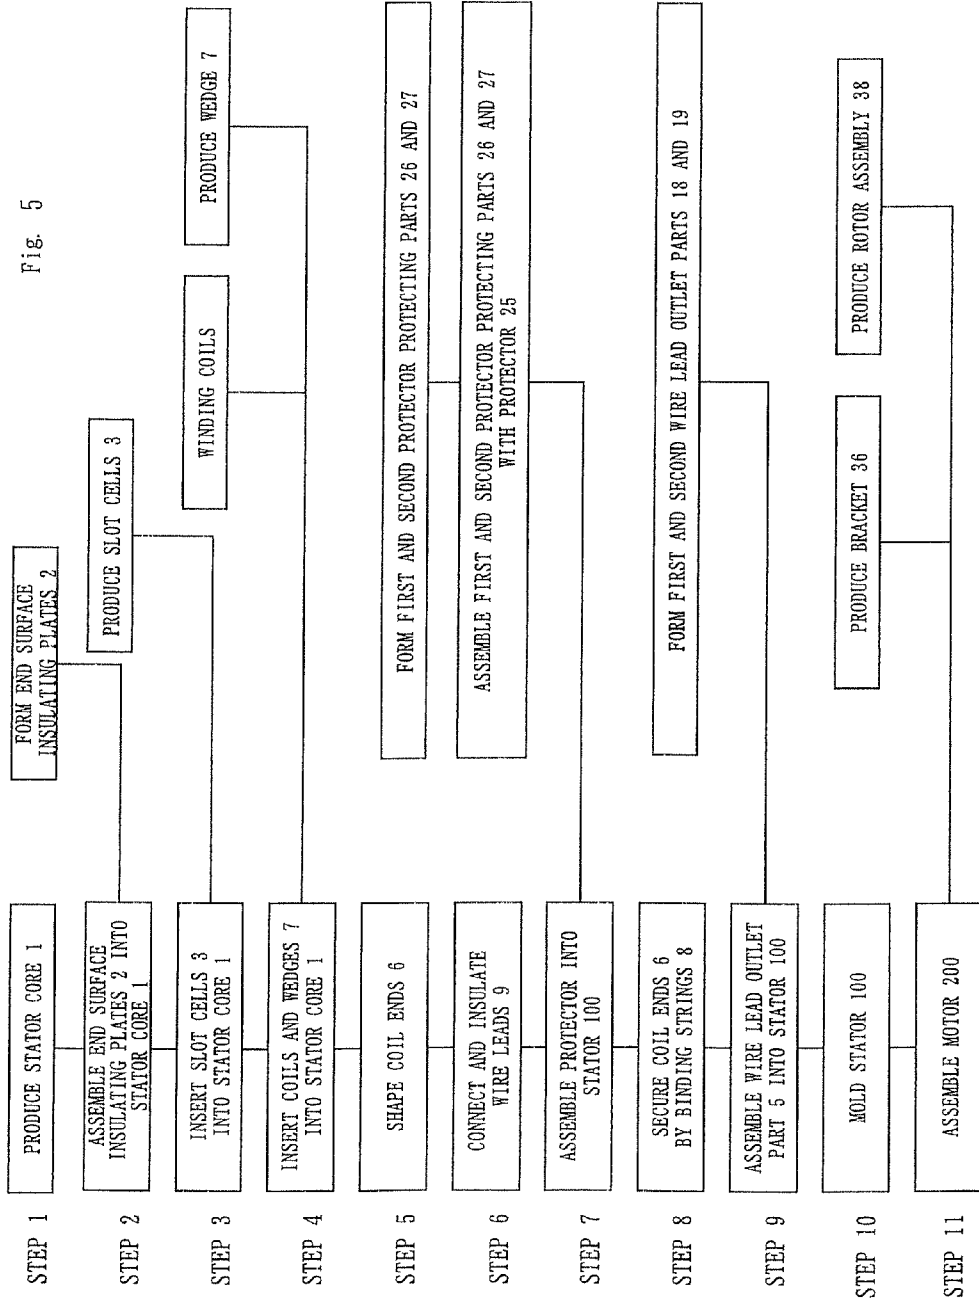 Fig. 5
STEP 1
PRODUCE STATOR CORE 1
FORM END SURFACE
INSULATING PLATES 2
STEP 2
ASSEMBLE END SURFACE
INSULATING PLATES 2 INTO
STATOR CORE 1
PRODUCE SLOT CELLS 3
STEP 3
INSERT SLOT CELLS 3
INTO STATOR CORE 1
WINDING COILS
PRODUCE WEDGE 7
STEP 4
INSERT COILS AND WEDGES 7
INTO STATOR CORE 1
STEP 5
SHAPE COIL ENDS 6
FORM FIRST AND SECOND PROTECTOR PROTECTING PARTS 26 AND 27
STEP 6
CONNECT AND INSULATE
WIRE LEADS 9
ASSEMBLE FIRST AND SECOND PROTECTOR PROTECTING PARTS 26 AND 27
WITH PROTECTOR 25
STEP 7
ASSEMBLE PROTECTOR INTO
STATOR 100
STEP 8
SECURE COIL ENDS 6
BY BINDING STRINGS 8
FORM FIRST AND SECOND WIRE LEAD OUTLET PARTS 18 AND 19
STEP 9
ASSEMBLE WIRE LEAD OUTLET
PART 5 INTO STATOR 100
STEP 10
MOLD STATOR 100
PRODUCE BRACKET 36
PRODUCE ROTOR ASSEMBLY 38
STEP 11
ASSEMBLE MOTOR 200